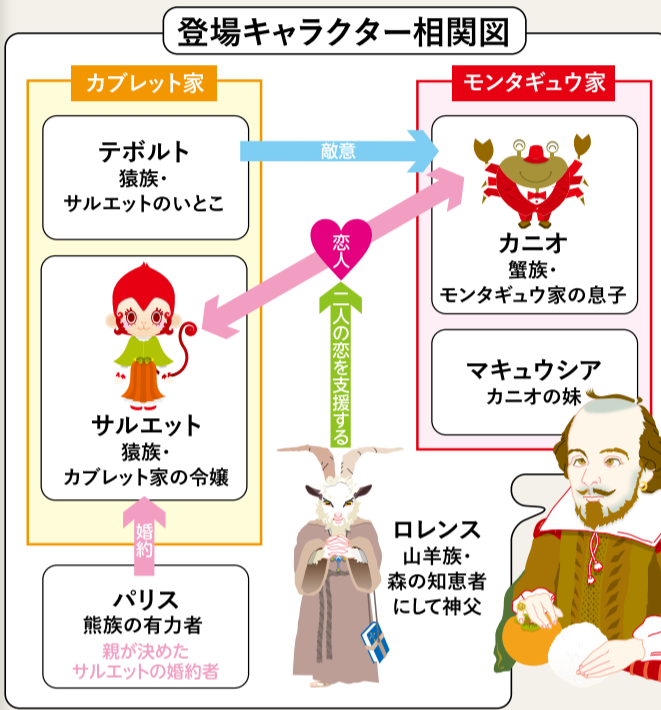 登場キャラクター相関図
カブレット家
モンタギュウ家
テボルト
猿族・
サルエットのいとこ
敵意
カニオ
蟹族・
モンタギュウ家の息子
恋人
二人の恋を支援する
サルエット
猿族・
カブレット家の令嬢
マキュウシア
カニオの妹
婚約
パリス
熊族の有力者
親が決めた
サルエットの婚約者
ロレンス
山羊族・
森の知恵者
にして神父